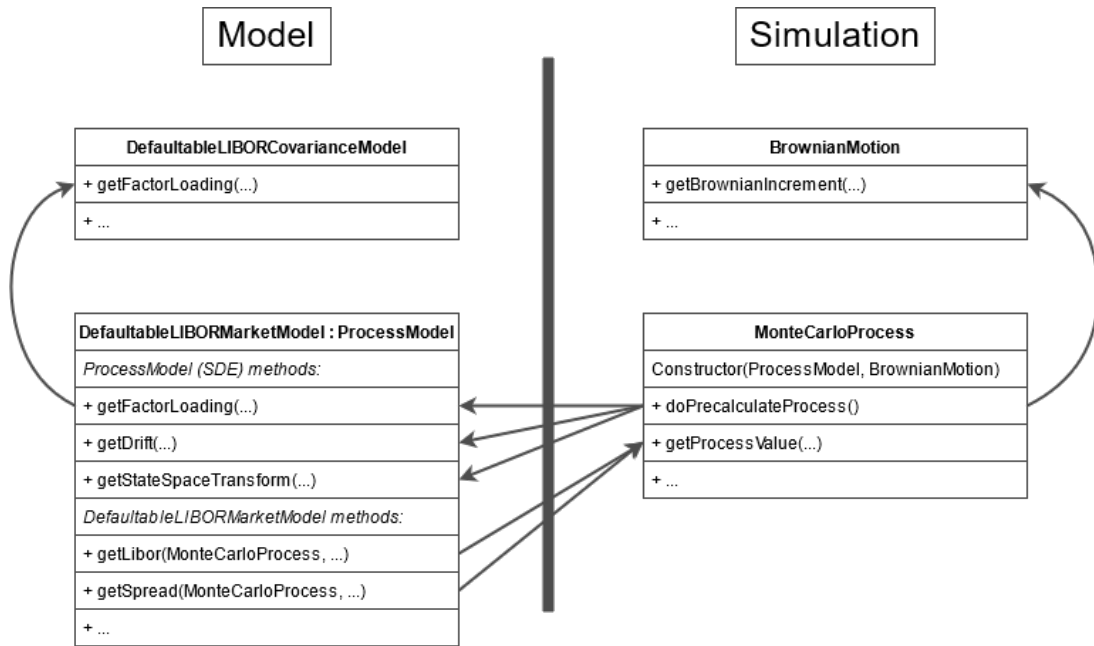 Model
Simulation
DefaultableLIBORCovarianceModel
+ getFactorLoading(...)
+ ...
BrownianMotion
+ getBrownianIncrement(...)
+ ...
DefaultableLIBORMarketModel : ProcessModel
ProcessModel (SDE) methods:
+ getFactorLoading(...)
+ getDrift(...)
+ getStateSpaceTransform(...)
DefaultableLIBORMarketModel methods:
+ getLibor(MonteCarloProcess, ...)
+ getSpread(MonteCarloProcess, ...)
+ ...
MonteCarloProcess
Constructor(ProcessModel, BrownianMotion)
+ doPrecalculateProcess()
+ getProcessValue(...)
+ ...